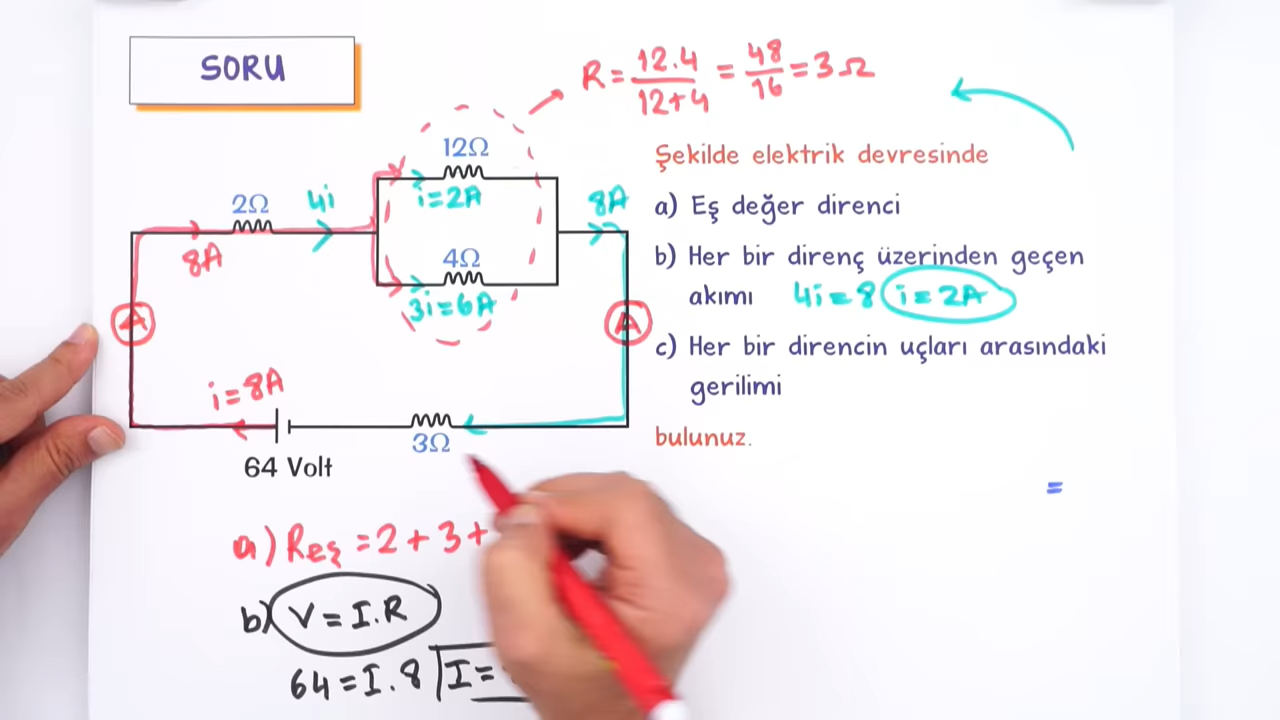 SORU
R = 12.4 / 12+4 = 48 / 16 = 3 Ω
12Ω
i=2A
2Ω
4i
8A
8A
4Ω
3i=6A
A
A
i=8A
64 Volt
3Ω
Şekilde elektrik devresinde
a) Eş değer direnci
b) Her bir direnç üzerinden geçen
akımı 4i=8 i=2A
c) Her bir direncin uçları arasındaki
gerilimi
bulunuz.
=
a) Reş = 2 + 3 +
b) V = I.R
64 = I.8 I =